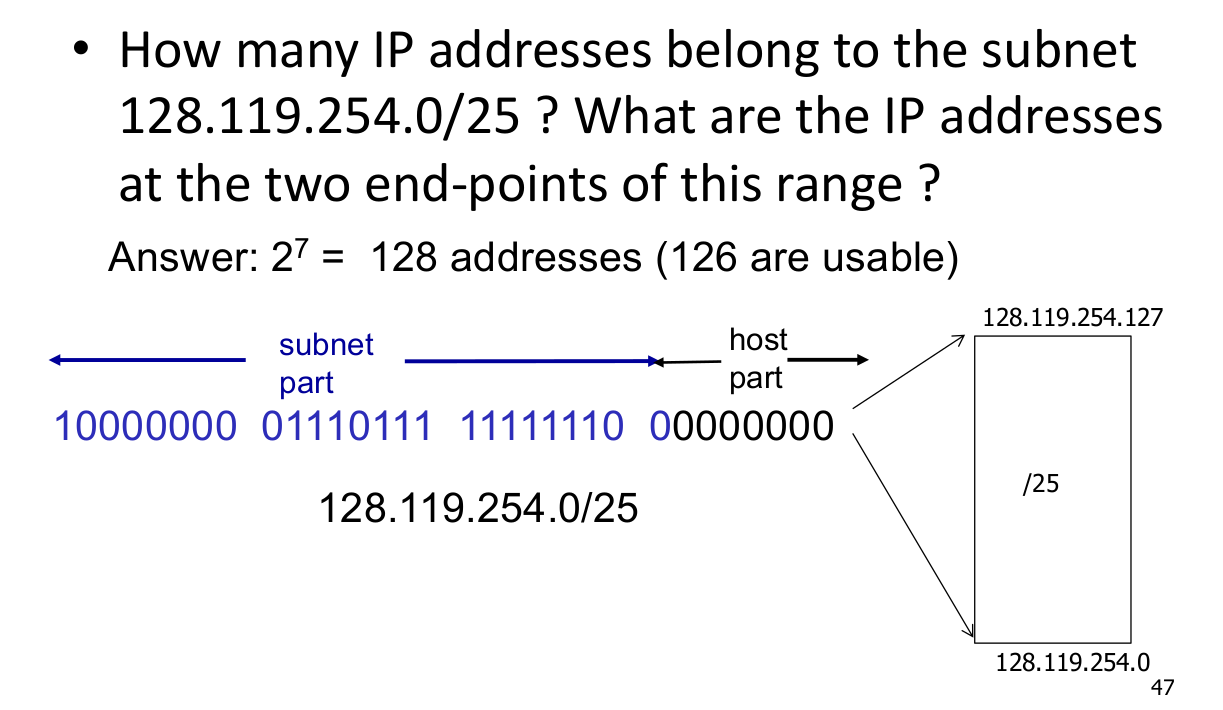 • How many IP addresses belong to the subnet
128.119.254.0/25 ? What are the IP addresses
at the two end-points of this range ?
Answer: 2⁷ = 128 addresses (126 are usable)
128.119.254.127
subnet
part
host
part
10000000 01110111 11111110 00000000
/25
128.119.254.0/25
128.119.254.0
47